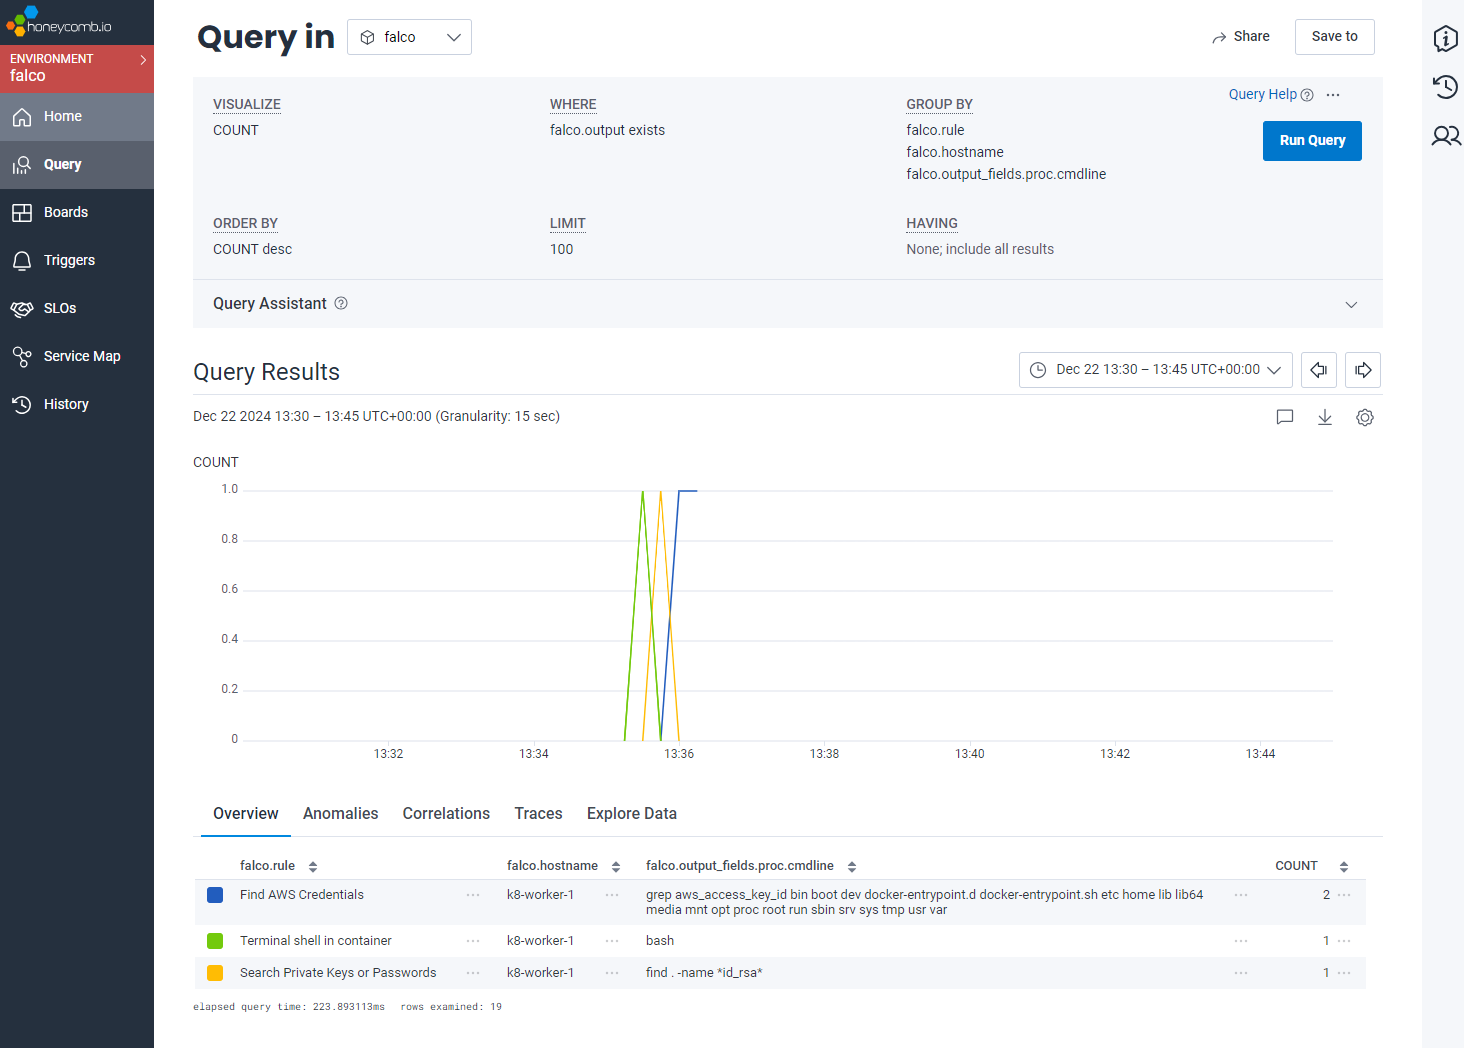 honeycomb.io
ENVIRONMENT
falco
Home
Query
Boards
Triggers
SLOs
Service Map
History
Query in
falco
Share
Save to
VISUALIZE
COUNT
WHERE
falco.output exists
GROUP BY
falco.rule
falco.hostname
falco.output_fields.proc.cmdline
Query Help
Run Query
ORDER BY
COUNT desc
LIMIT
100
HAVING
None; include all results
Query Assistant
Query Results
Dec 22 13:30 – 13:45 UTC+00:00
Dec 22 2024 13:30 – 13:45 UTC+00:00 (Granularity: 15 sec)
COUNT
1.0
0.8
0.6
0.4
0.2
0
13:32 13:34 13:36 13:38 13:40 13:42 13:44
Overview Anomalies Correlations Traces Explore Data
falco.rule falco.hostname falco.output_fields.proc.cmdline COUNT
Find AWS Credentials k8-worker-1 grep aws_access_key_id bin boot dev docker-entrypoint.d docker-entrypoint.sh etc home lib lib64 2
media mnt opt proc root run sbin srv sys tmp usr var
Terminal shell in container k8-worker-1 bash 1
Search Private Keys or Passwords k8-worker-1 find . -name *id_rsa* 1
elapsed query time: 223.893113ms rows examined: 19